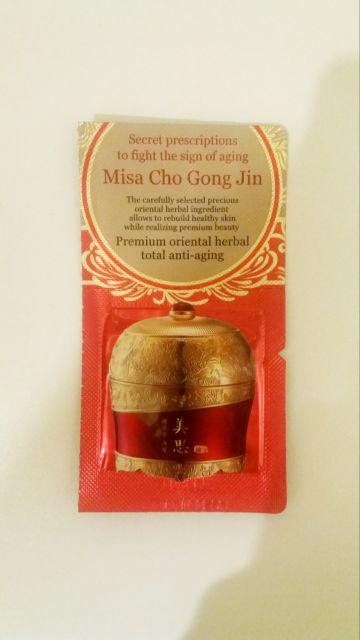 Secret prescriptions
to fight the sign of aging
Misa Cho Gong Jin
The carefully selected precious
oriental herbal ingredient
allows to rebuild healthy skin
while realizing premium beauty
Premium oriental herbal
total anti-aging
美
思